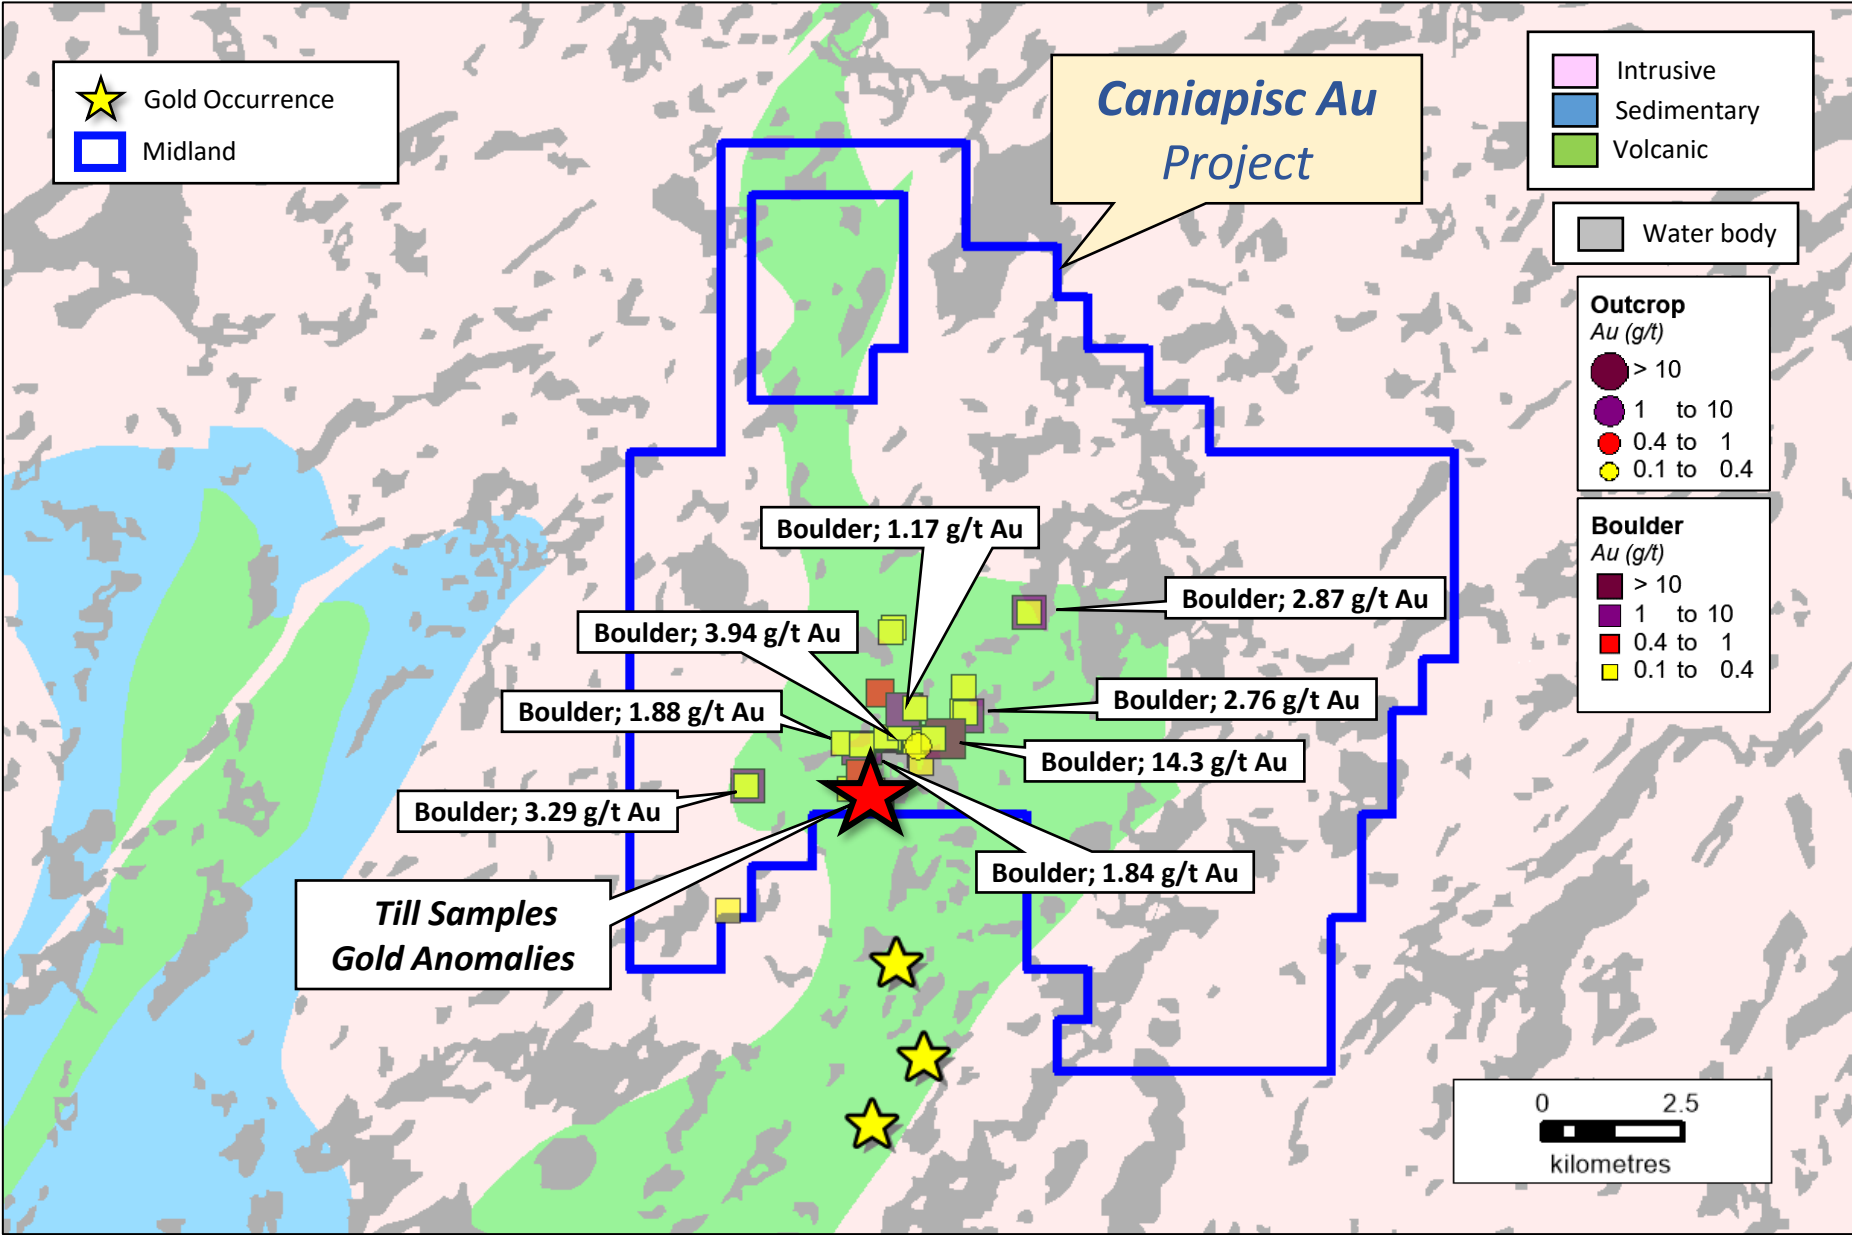 Gold Occurrence
Midland
Caniapisc Au
Project
Intrusive
Sedimentary
Volcanic
Water body
Outcrop
Au (g/t)
> 10
1 to 10
0.4 to 1
0.1 to 0.4
Boulder
Au (g/t)
> 10
1 to 10
0.4 to 1
0.1 to 0.4
Boulder; 1.17 g/t Au
Boulder; 2.87 g/t Au
Boulder; 3.94 g/t Au
Boulder; 1.88 g/t Au
Boulder; 2.76 g/t Au
Boulder; 14.3 g/t Au
Boulder; 3.29 g/t Au
Boulder; 1.84 g/t Au
Till Samples
Gold Anomalies
0 2.5
kilometres